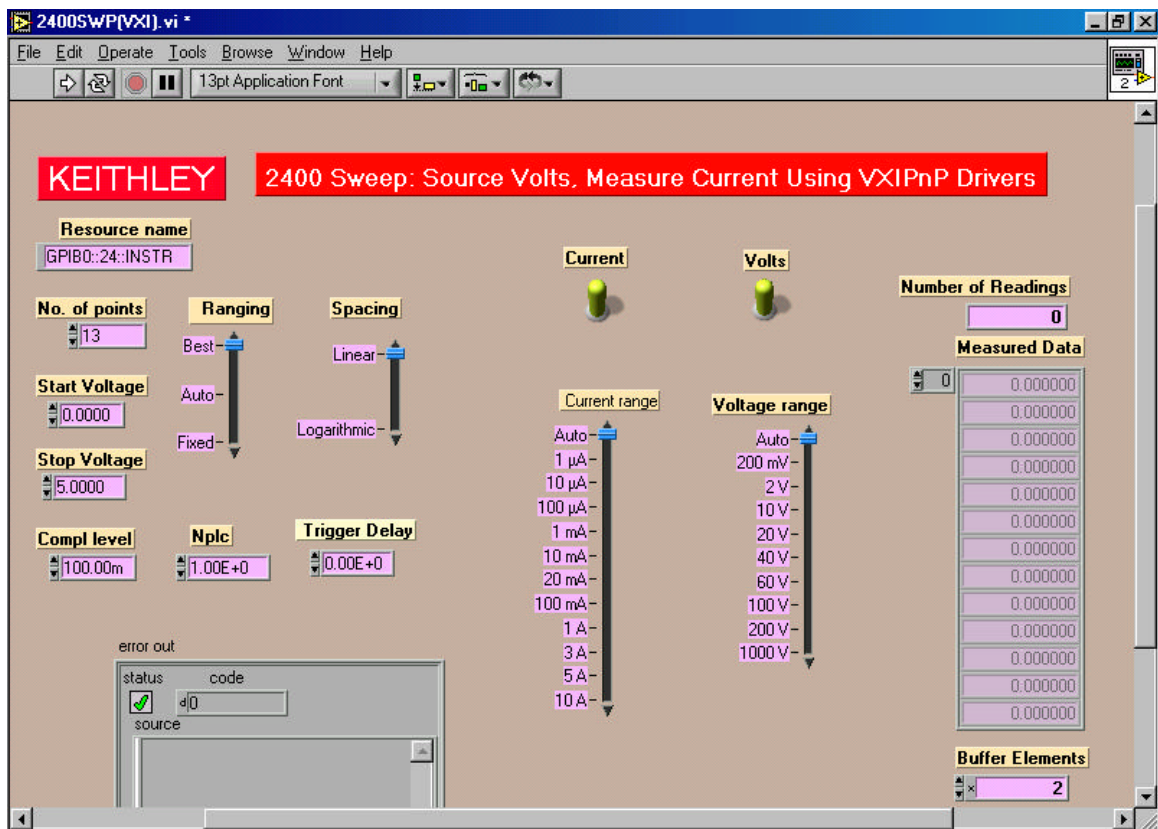 2400SWP(VXI).vi *
File Edit Operate Tools Browse Window Help
13pt Application Font
2
KEITHLEY
2400 Sweep: Source Volts, Measure Current Using VXIPnP Drivers
Resource name
GPIB0::24::INSTR
No. of points
13
Ranging
Best
Auto
Fixed
Spacing
Linear
Logarithmic
Start Voltage
0.0000
Stop Voltage
5.0000
Compl level
100.00m
Nplc
1.00E+0
Trigger Delay
0.00E+0
Current
Volts
Current range
Auto
1 µA
10 µA
100 µA
1 mA
10 mA
20 mA
100 mA
1 A
3 A
5 A
10 A
Voltage range
Auto
200 mV
2 V
10 V
20 V
40 V
60 V
100 V
200 V
1000 V
Number of Readings
0
Measured Data
0
0.000000
0.000000
0.000000
0.000000
0.000000
0.000000
0.000000
0.000000
0.000000
0.000000
0.000000
0.000000
0.000000
Buffer Elements
× 2
error out
status code
d 0
source